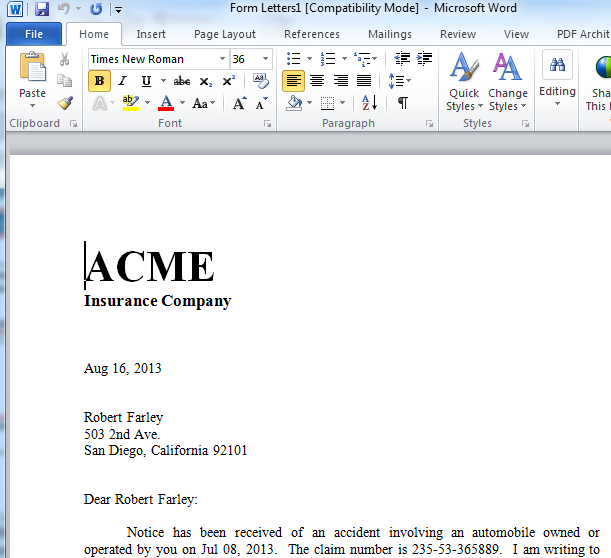 Form Letters1 [Compatibility Mode] - Microsoft Word
File Home Insert Page Layout References Mailings Review View PDF Archit
Times New Roman 36
Paste
B I U abc x₂ x²
A ab A Aa A A
Quick Styles
Change Styles
Editing
Sha
This
Clipboard Font Paragraph Styles
ACME
Insurance Company
Aug 16, 2013
Robert Farley
503 2nd Ave.
San Diego, California 92101
Dear Robert Farley:
Notice has been received of an accident involving an automobile owned or
operated by you on Jul 08, 2013. The claim number is 235-53-365889. I am writing to